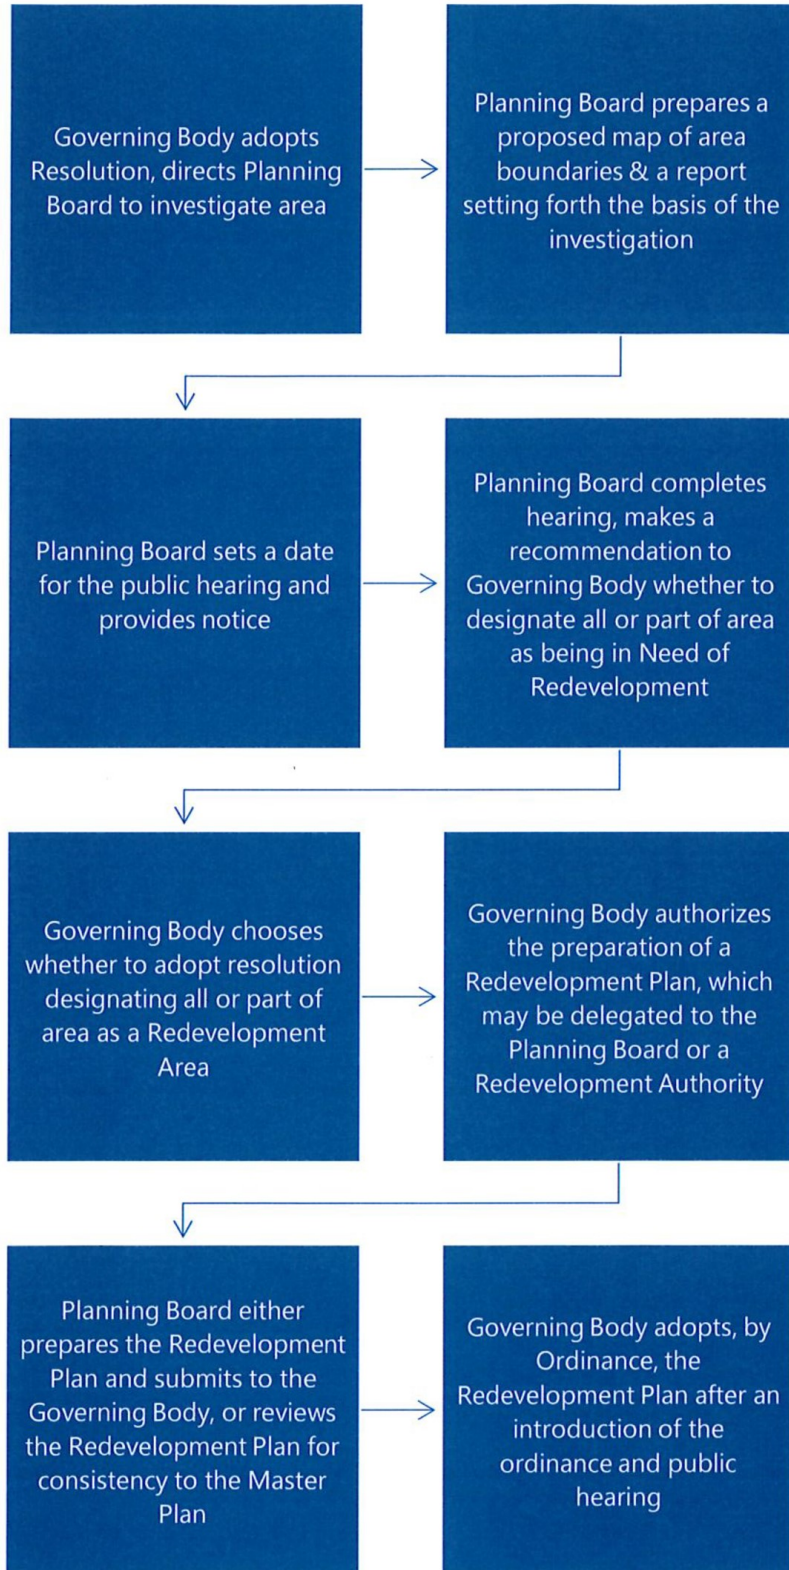 Governing Body adopts
Resolution, directs Planning
Board to investigate area
Planning Board prepares a
proposed map of area
boundaries & a report
setting forth the basis of the
investigation
Planning Board sets a date
for the public hearing and
provides notice
Planning Board completes
hearing, makes a
recommendation to
Governing Body whether to
designate all or part of area
as being in Need of
Redevelopment
Governing Body chooses
whether to adopt resolution
designating all or part of
area as a Redevelopment
Area
Governing Body authorizes
the preparation of a
Redevelopment Plan, which
may be delegated to the
Planning Board or a
Redevelopment Authority
Planning Board either
prepares the Redevelopment
Plan and submits to the
Governing Body, or reviews
the Redevelopment Plan for
consistency to the Master
Plan
Governing Body adopts, by
Ordinance, the
Redevelopment Plan after an
introduction of the
ordinance and public
hearing